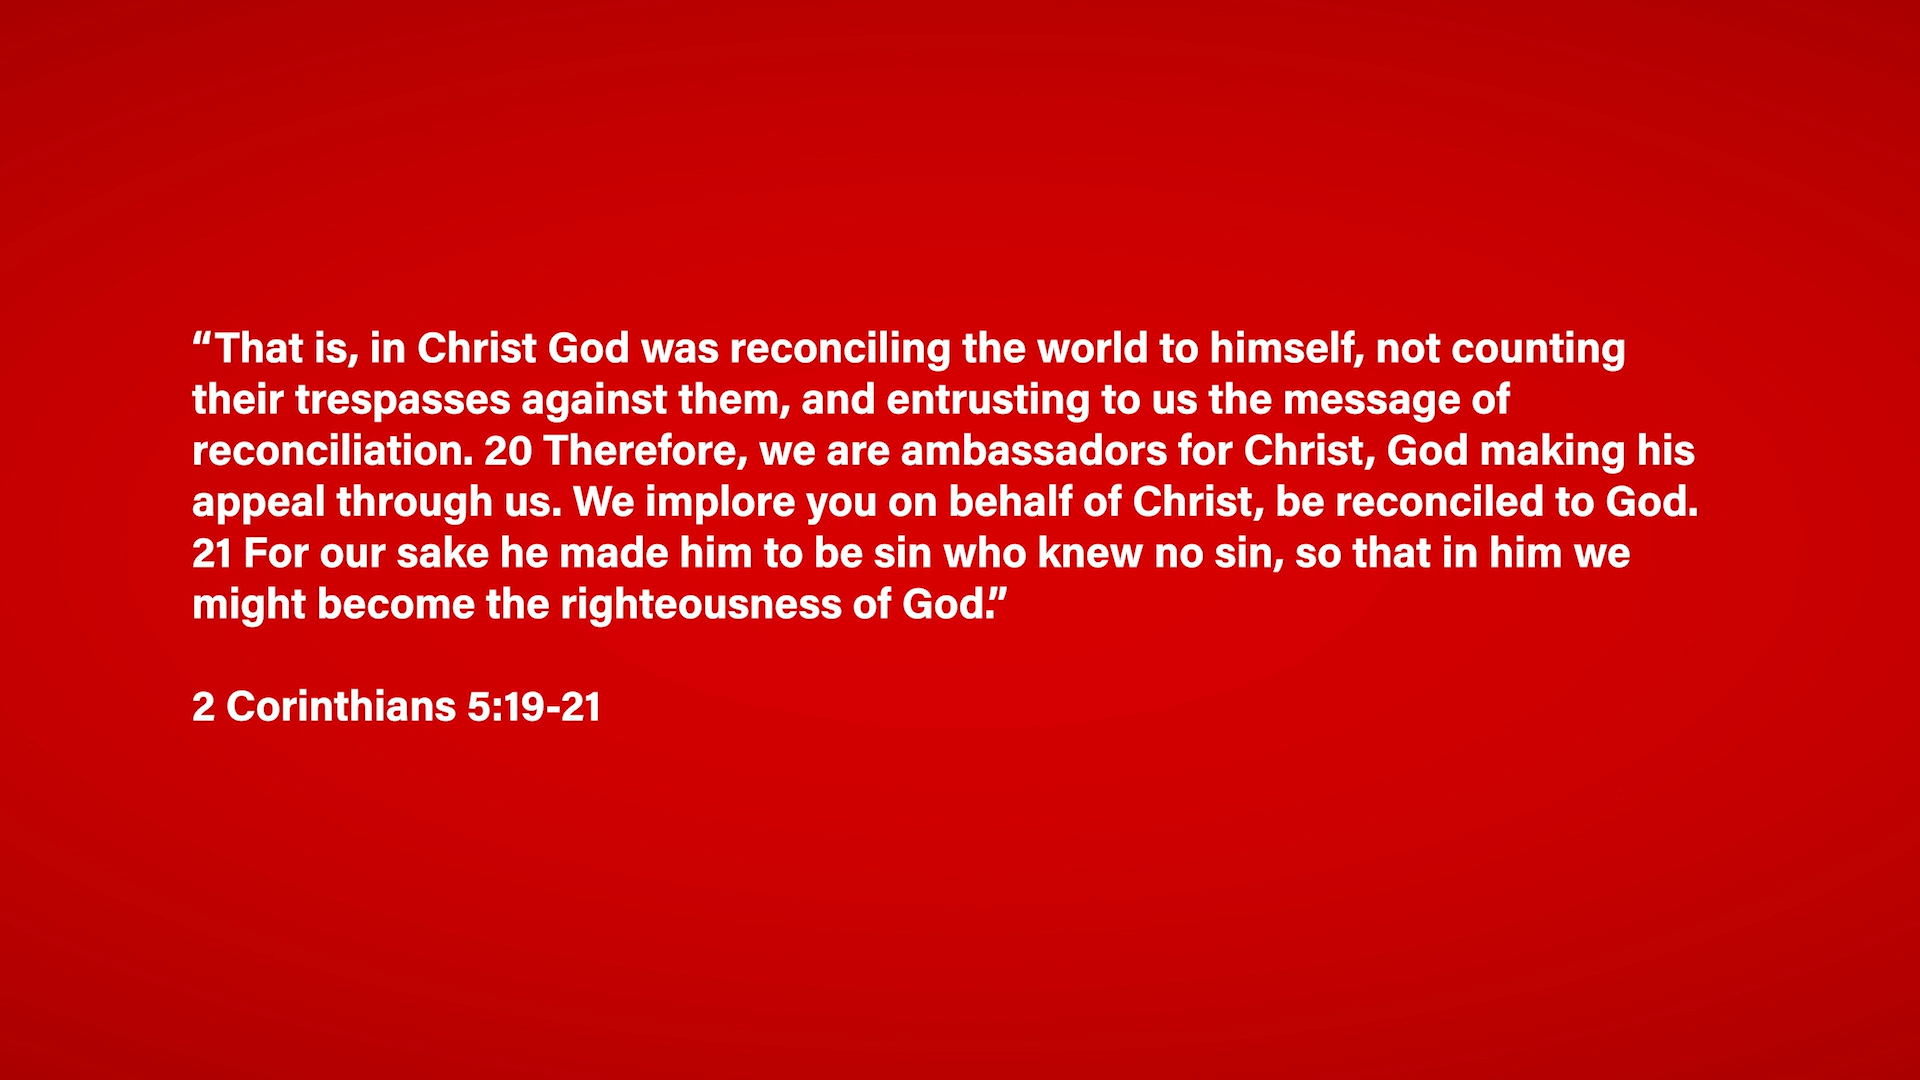 “That is, in Christ God was reconciling the world to himself, not counting
their trespasses against them, and entrusting to us the message of
reconciliation. 20 Therefore, we are ambassadors for Christ, God making his
appeal through us. We implore you on behalf of Christ, be reconciled to God.
21 For our sake he made him to be sin who knew no sin, so that in him we
might become the righteousness of God.”
2 Corinthians 5:19-21